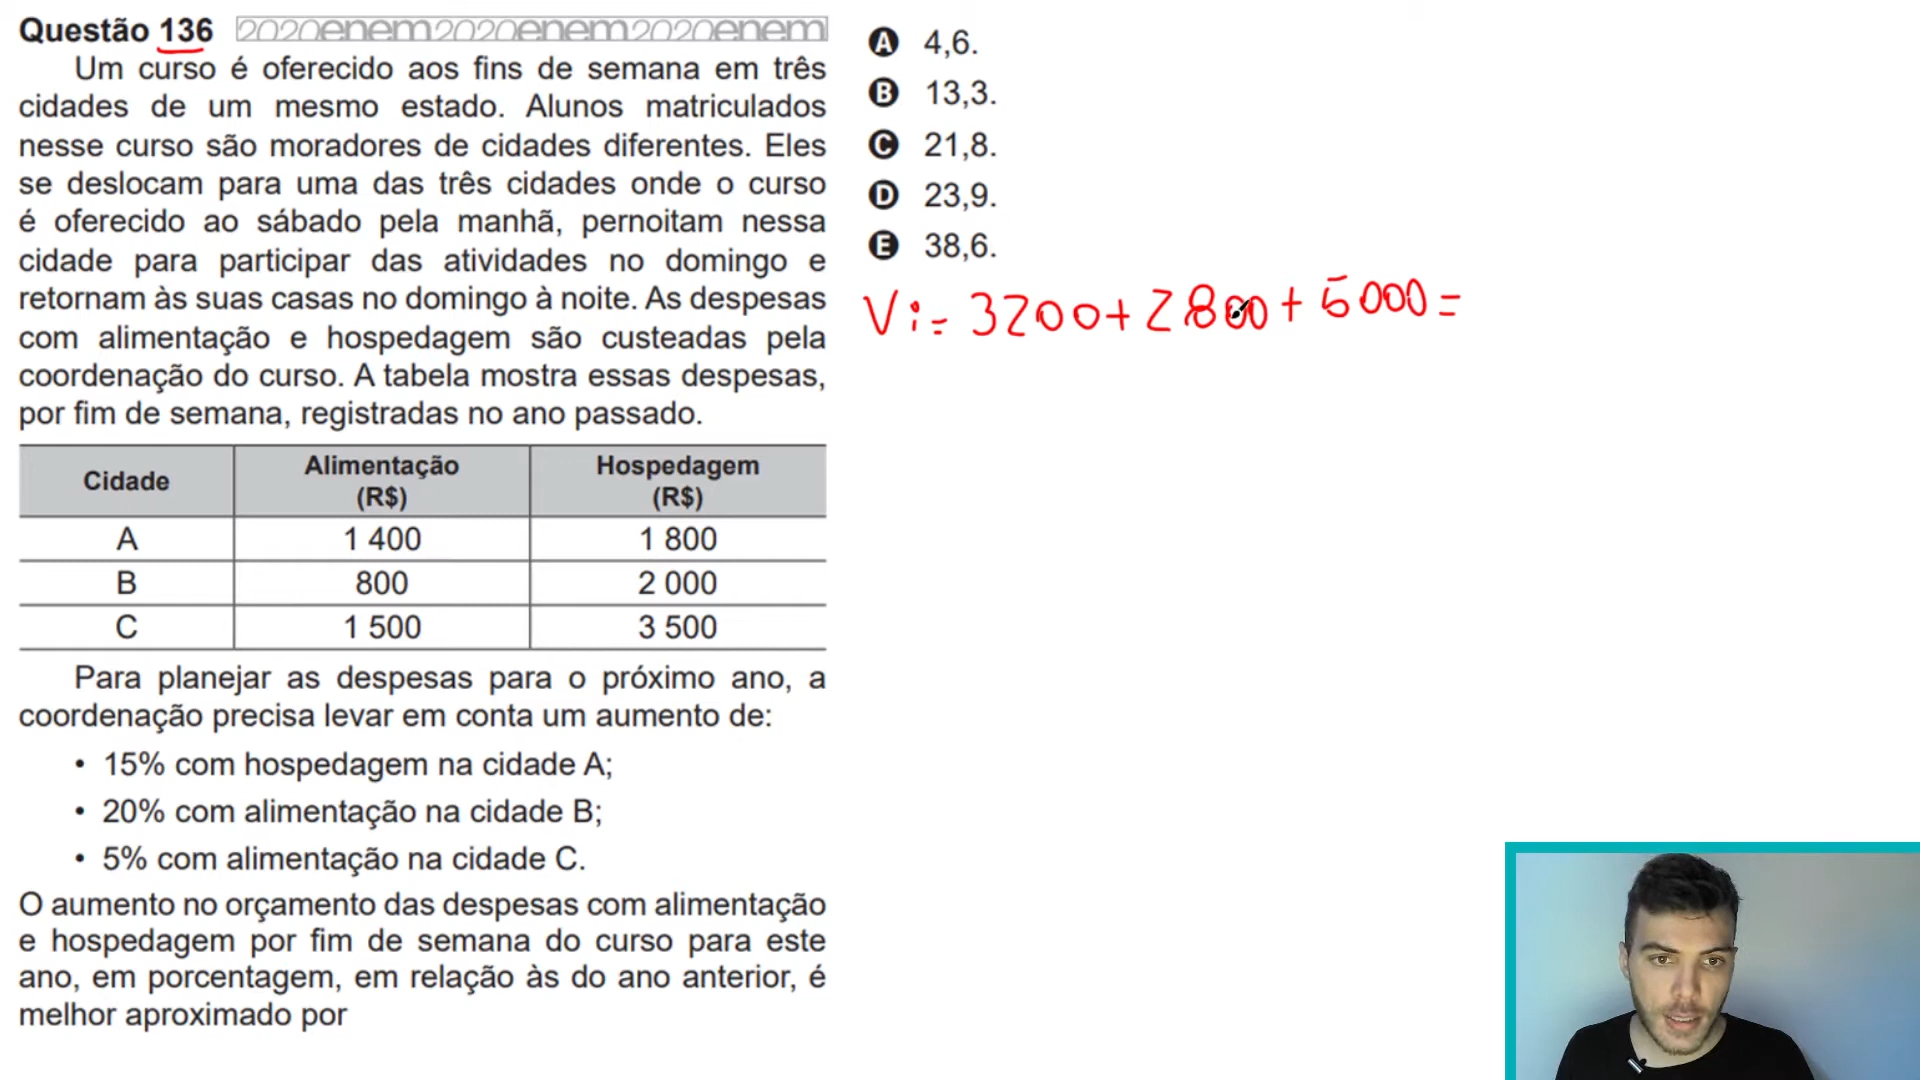 Questão 136 2020enem2020enem2020enem
Um curso é oferecido aos fins de semana em três
cidades de um mesmo estado. Alunos matriculados
nesse curso são moradores de cidades diferentes. Eles
se deslocam para uma das três cidades onde o curso
é oferecido ao sábado pela manhã, pernoitam nessa
cidade para participar das atividades no domingo e
retornam às suas casas no domingo à noite. As despesas
com alimentação e hospedagem são custeadas pela
coordenação do curso. A tabela mostra essas despesas,
por fim de semana, registradas no ano passado.
Cidade Alimentação (R$) Hospedagem (R$)
A 1 400 1 800
B 800 2 000
C 1 500 3 500
Para planejar as despesas para o próximo ano, a
coordenação precisa levar em conta um aumento de:
• 15% com hospedagem na cidade A;
• 20% com alimentação na cidade B;
• 5% com alimentação na cidade C.
O aumento no orçamento das despesas com alimentação
e hospedagem por fim de semana do curso para este
ano, em porcentagem, em relação às do ano anterior, é
melhor aproximado por
A 4,6.
B 13,3.
C 21,8.
D 23,9.
E 38,6.
Vi= 3200+2800+5000=